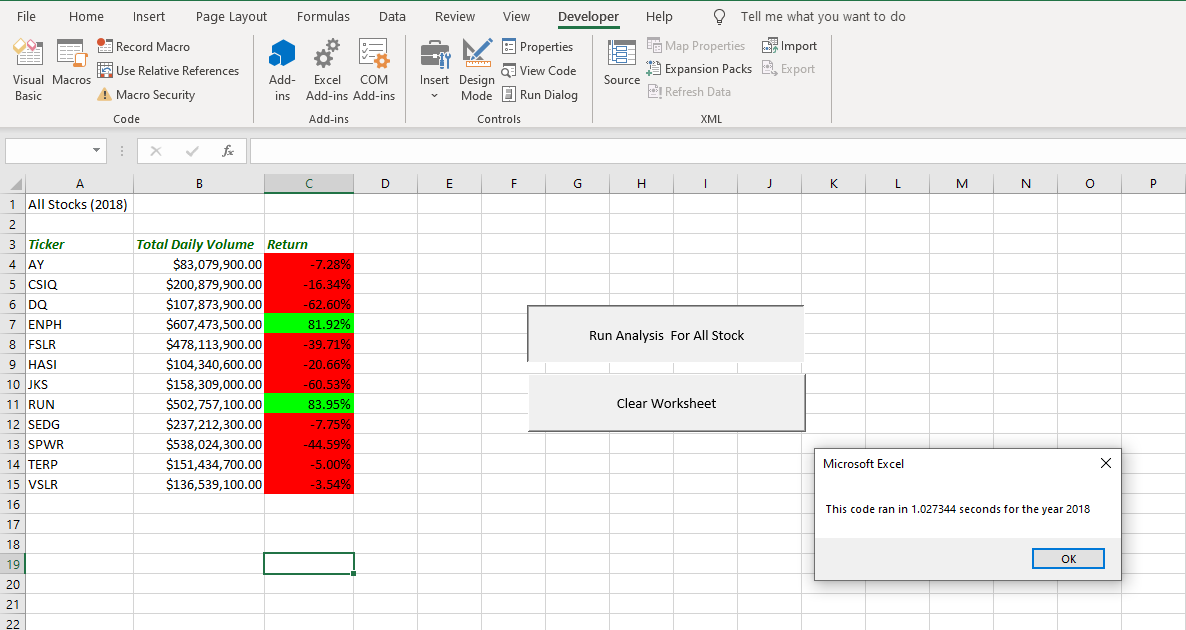 File Home Insert Page Layout Formulas Data Review View Developer Help Tell me what you want to do
Visual Basic
Macros
Record Macro
Use Relative References
Macro Security
Code
Add-ins
Excel Add-ins
COM Add-ins
Add-ins
Insert
Design Mode
Properties
View Code
Run Dialog
Controls
Source
Map Properties
Expansion Packs
Refresh Data
Import
Export
XML
fx
A B C D E F G H I J K L M N O P
1 All Stocks (2018)
2
3 Ticker Total Daily Volume Return
4 AY $83,079,900.00 -7.28%
5 CSIQ $200,879,900.00 -16.34%
6 DQ $107,873,900.00 -62.60%
7 ENPH $607,473,500.00 81.92%
8 FSLR $478,113,900.00 -39.71%
9 HASI $104,340,600.00 -20.66%
10 JKS $158,309,000.00 -60.53%
11 RUN $502,757,100.00 83.95%
12 SEDG $237,212,300.00 -7.75%
13 SPWR $538,024,300.00 -44.59%
14 TERP $151,434,700.00 -5.00%
15 VSLR $136,539,100.00 -3.54%
16
17
18
19
20
21
22
Run Analysis  For All Stock
Clear Worksheet
Microsoft Excel
This code ran in 1.027344 seconds for the year 2018
OK